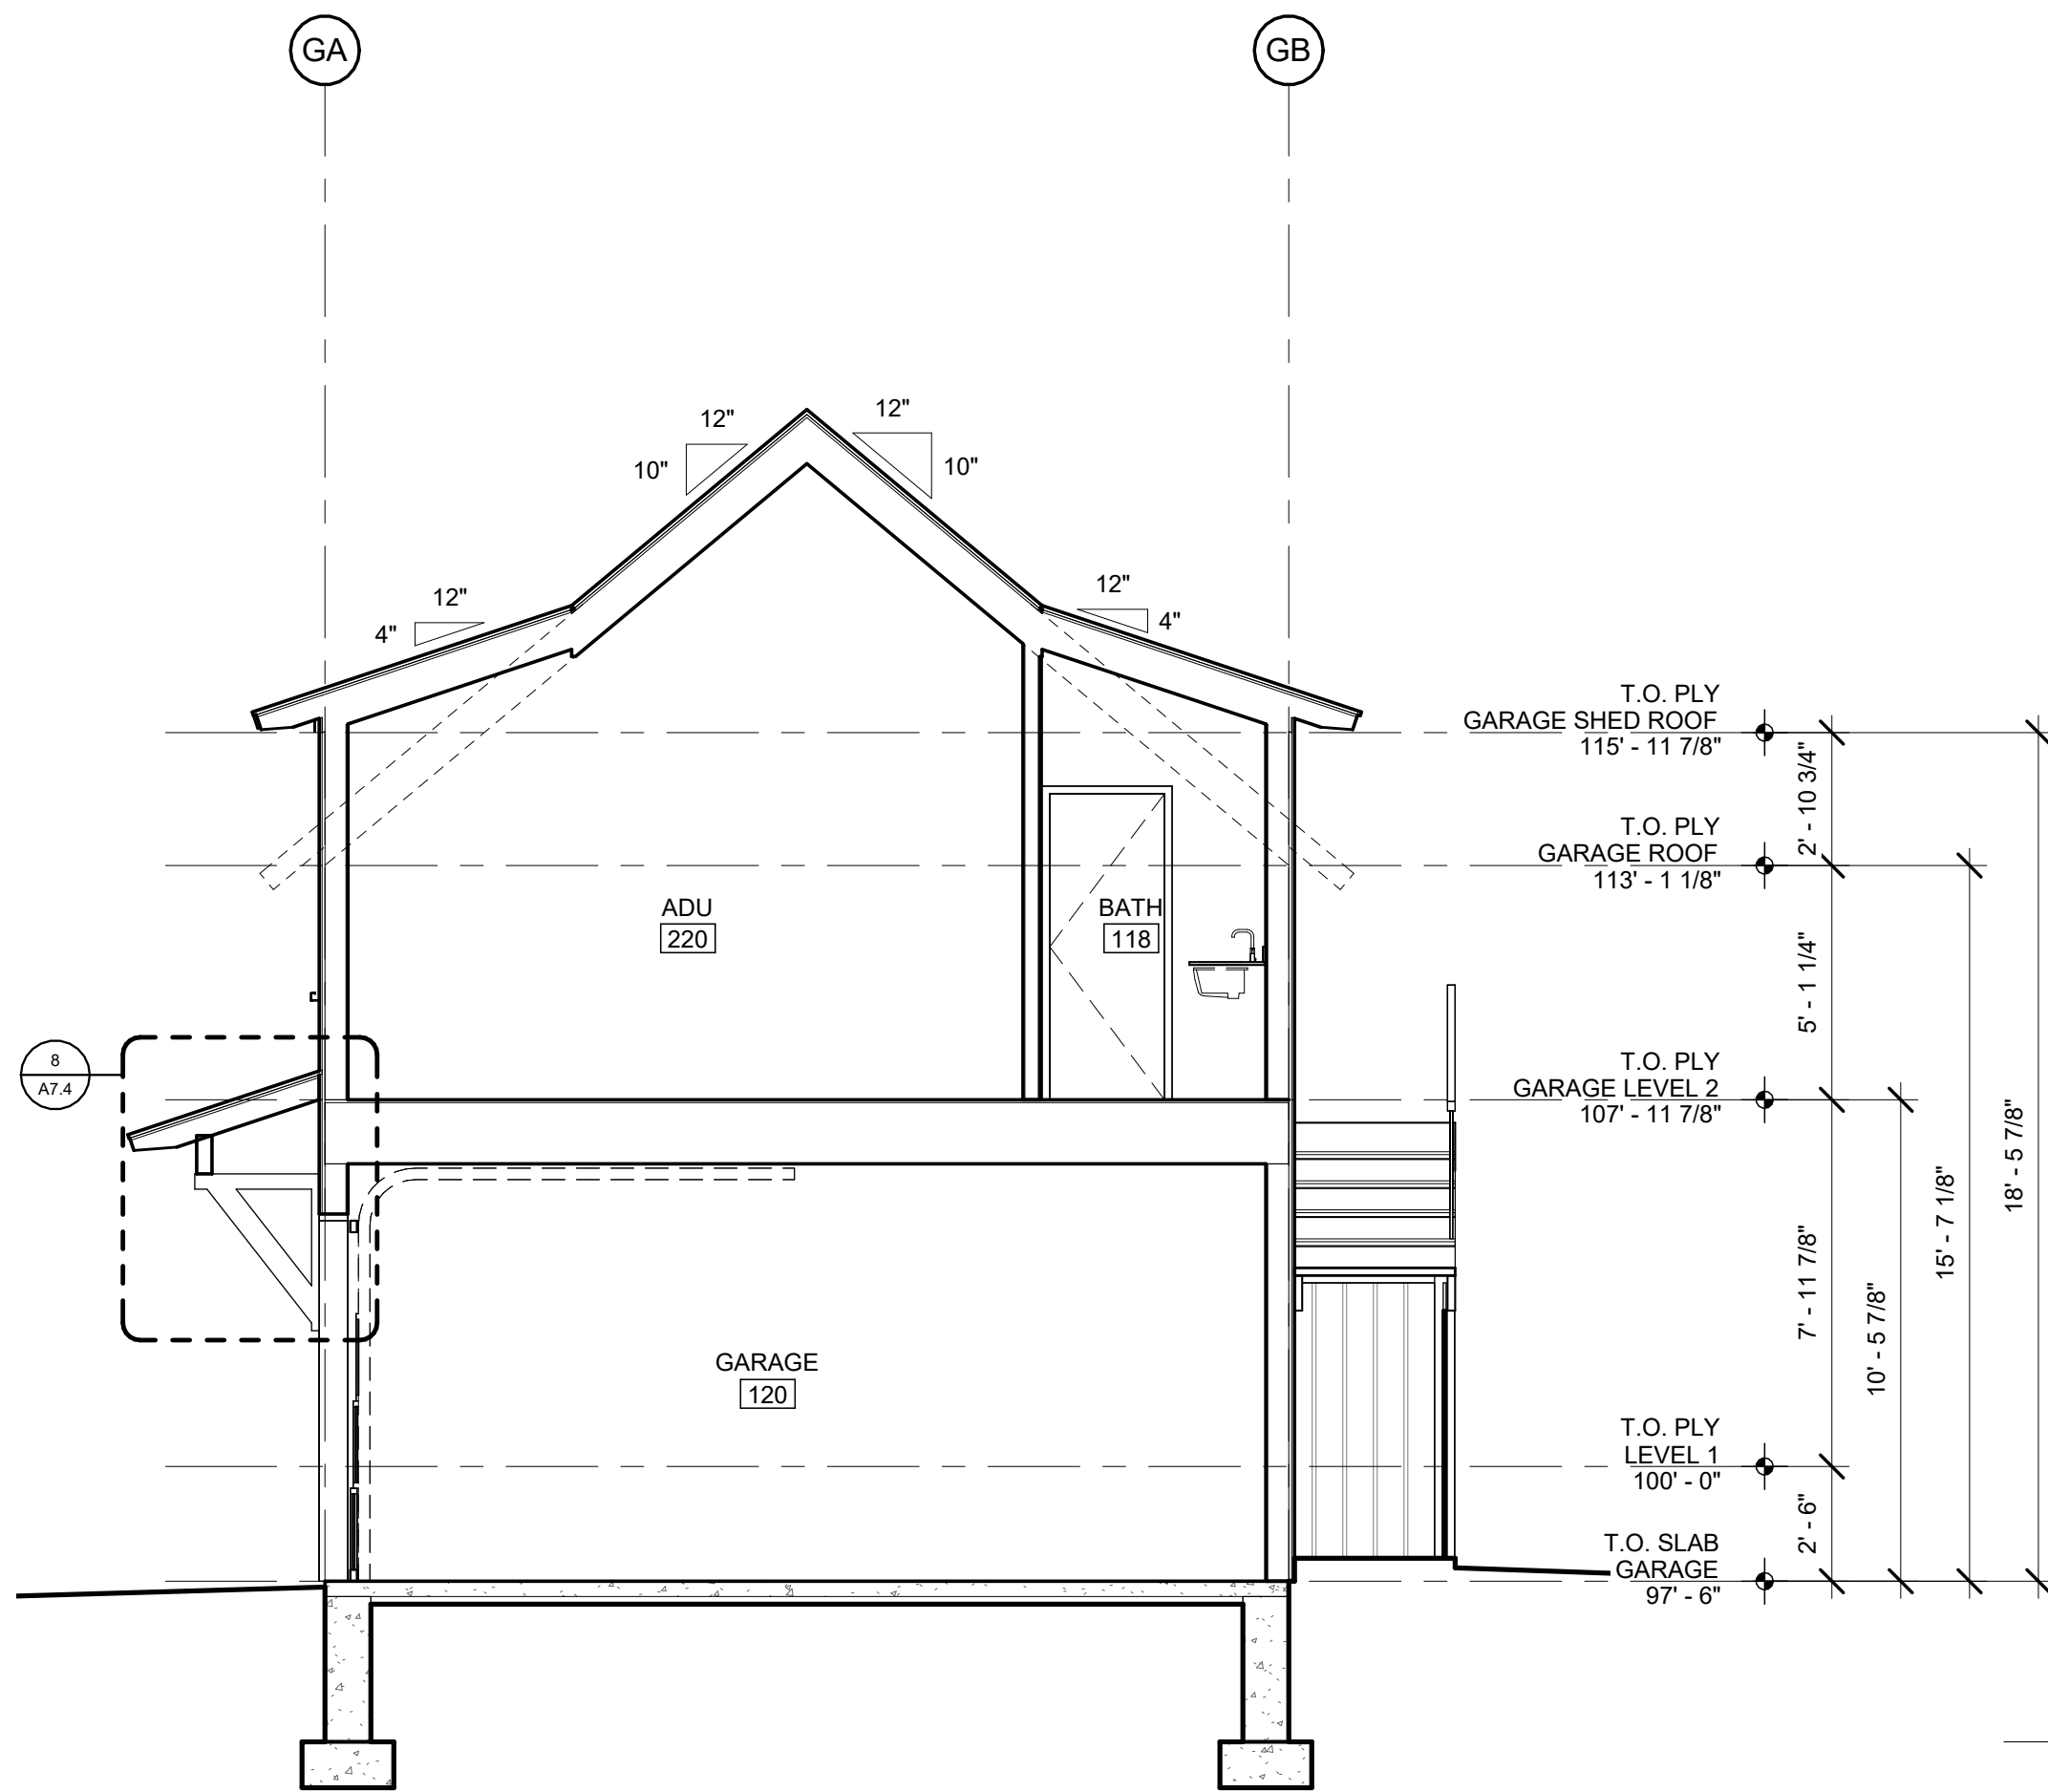 GA
GB
12"
12"
10"
10"
12"
12"
4"
4"
T.O. PLY
GARAGE SHED ROOF
115' - 11 7/8"
2' - 10 3/4"
T.O. PLY
GARAGE ROOF
113' - 1 1/8"
ADU
220
BATH
118
5' - 1 1/4"
8
A7.4
T.O. PLY
GARAGE LEVEL 2
107' - 11 7/8"
18' - 5 7/8"
15' - 7 1/8"
7' - 11 7/8"
10' - 5 7/8"
GARAGE
120
T.O. PLY
LEVEL 1
100' - 0"
2' - 6"
T.O. SLAB
GARAGE
97' - 6"